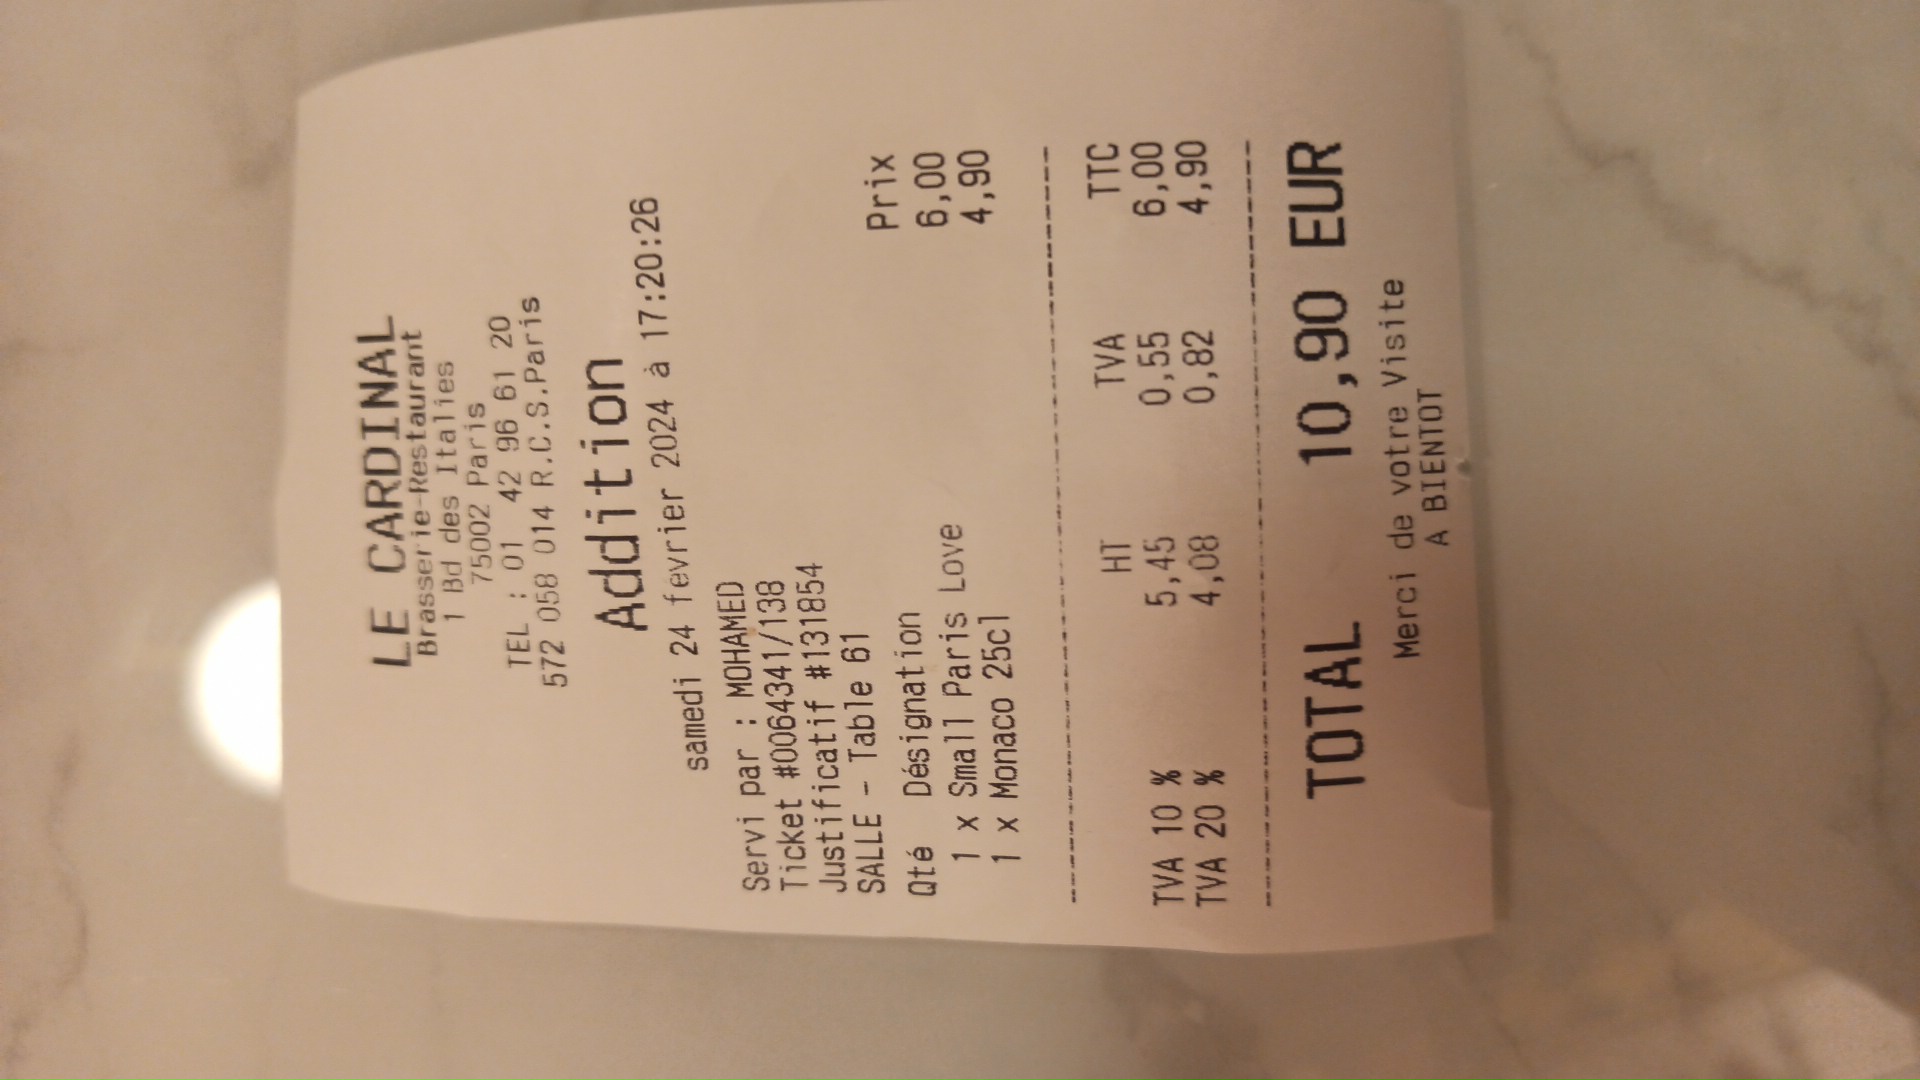 LE CARDINAL
Brasserie-Restaurant
1 Bd des Italies
75002 Paris
TEL : 01 42 96 61 20
572 058 014 R.C.S.Paris
Addition
samedi 24 fevrier 2024 à 17:20:26
Servi par : MOHAMED
Ticket #0064341/138
Justificatif #131854
SALLE - Table 61
Qté Désignation Prix
1 x Small Paris Love 6,00
1 x Monaco 25cl 4,90
HT TVA TTC
TVA 10 % 5,45 0,55 6,00
TVA 20 % 4,08 0,82 4,90
TOTAL 10,90 EUR
Merci de votre Visite
A BIENTOT